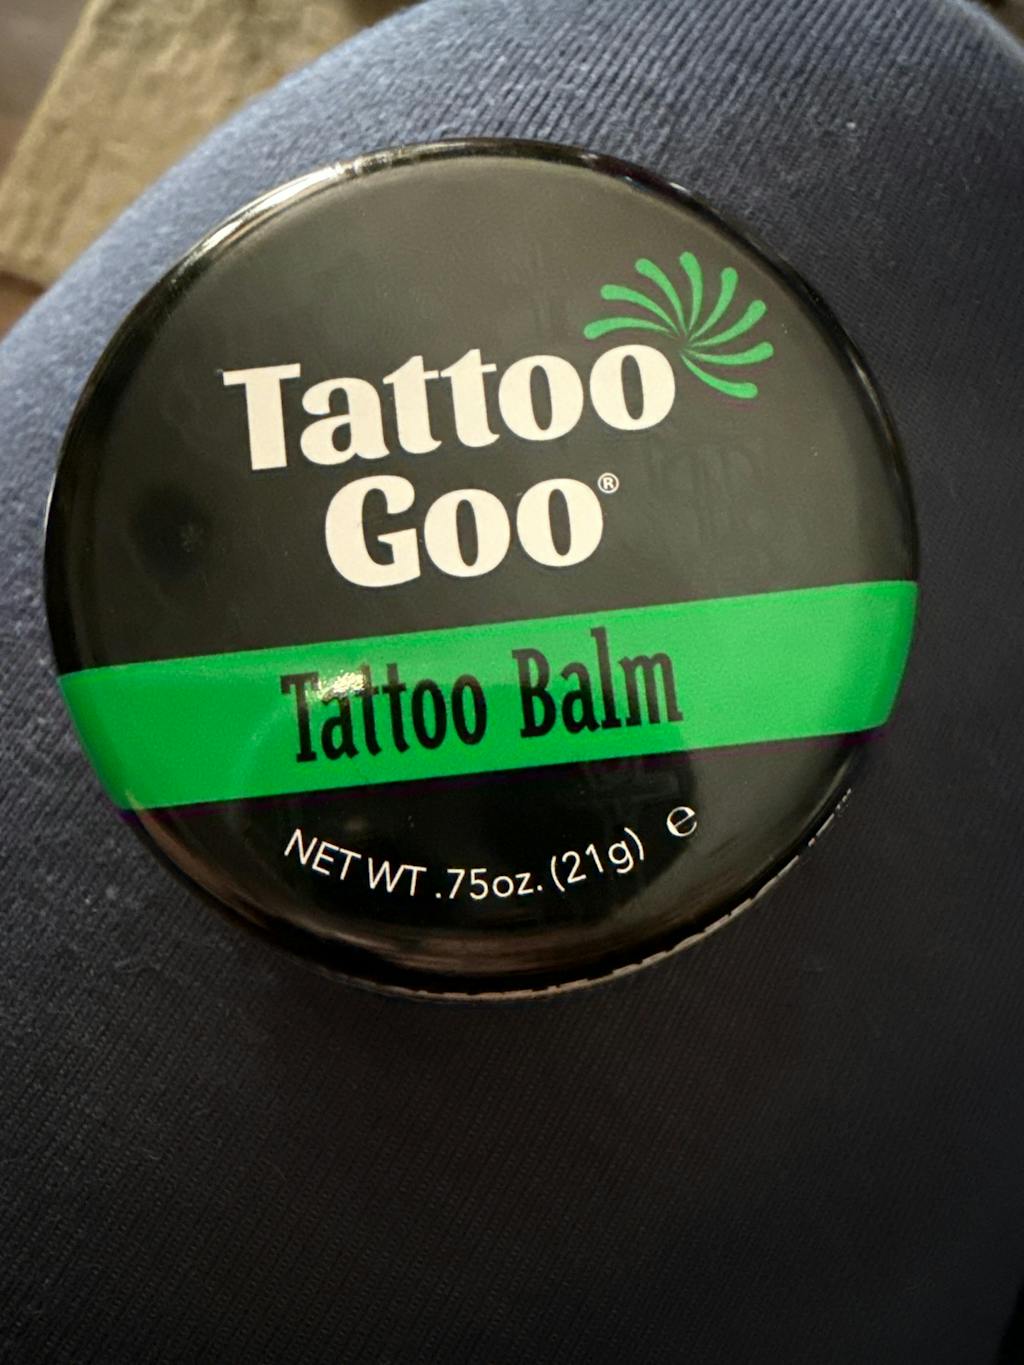 Tattoo
Goo®
Tattoo Balm
NET WT .75oz. (21g) ℮